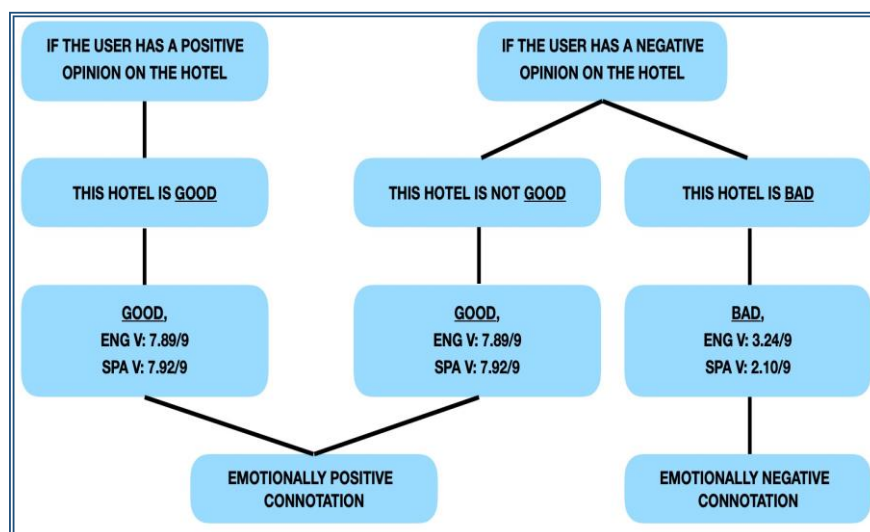 IF THE USER HAS A POSITIVE
OPINION ON THE HOTEL
IF THE USER HAS A NEGATIVE
OPINION ON THE HOTEL
THIS HOTEL IS GOOD
THIS HOTEL IS NOT GOOD
THIS HOTEL IS BAD
GOOD,
ENG V: 7.89/9
SPA V: 7.92/9
GOOD,
ENG V: 7.89/9
SPA V: 7.92/9
BAD,
ENG V: 3.24/9
SPA V: 2.10/9
EMOTIONALLY POSITIVE
CONNOTATION
EMOTIONALLY NEGATIVE
CONNOTATION